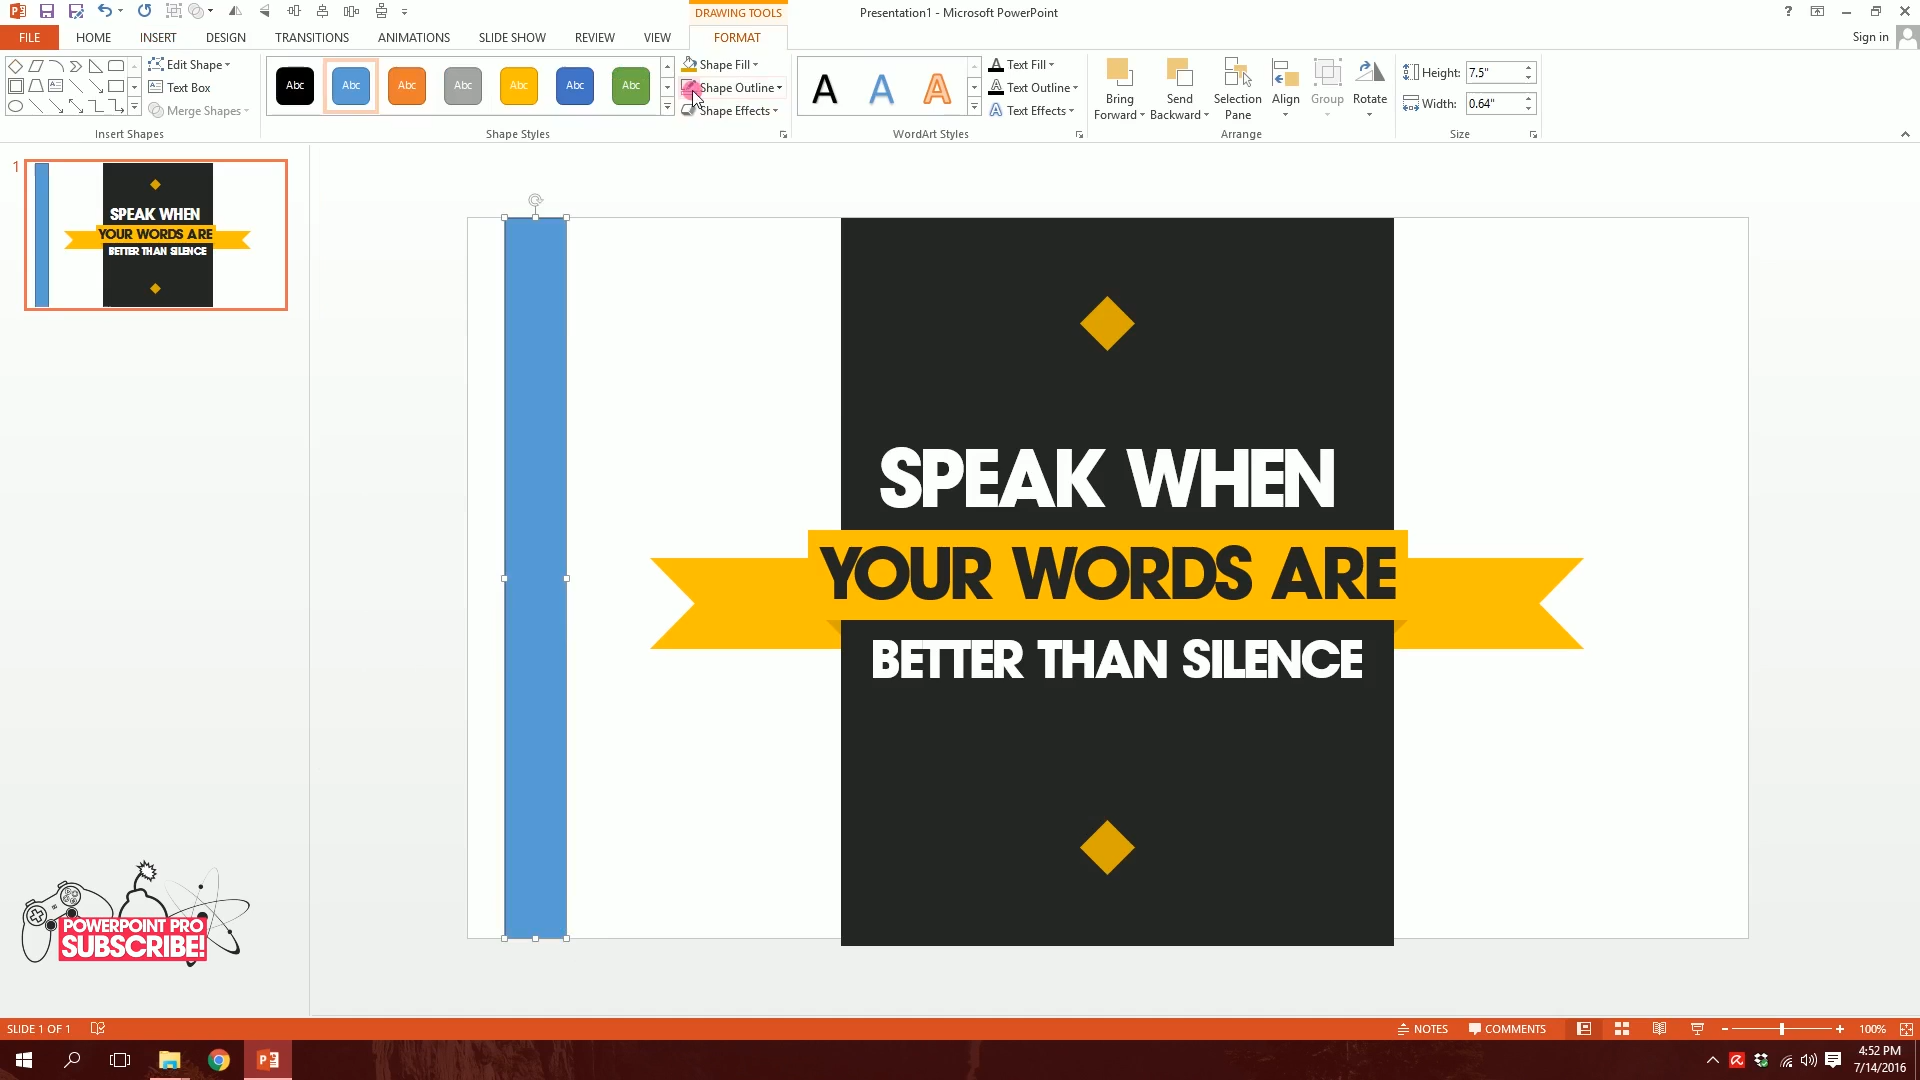 DRAWING TOOLS
Presentation1 - Microsoft PowerPoint
?
FILE
HOME
INSERT
DESIGN
TRANSITIONS
ANIMATIONS
SLIDE SHOW
REVIEW
VIEW
FORMAT
Sign in
Edit Shape
Text Box
Merge Shapes
Insert Shapes
Abc
Abc
Abc
Abc
Abc
Abc
Abc
Shape Styles
Shape Fill
Shape Outline
Shape Effects
A
A
A
WordArt Styles
Text Fill
Text Outline
Text Effects
Bring
Forward
Send
Backward
Selection
Pane
Align
Group
Rotate
Arrange
Height: 7.5"
Width: 0.64"
Size
1
SPEAK WHEN
YOUR WORDS ARE
BETTER THAN SILENCE
SPEAK WHEN
YOUR WORDS ARE
BETTER THAN SILENCE
POWERPOINT PRO
SUBSCRIBE!
SLIDE 1 OF 1
NOTES
COMMENTS
100%
4:52 PM
7/14/2016